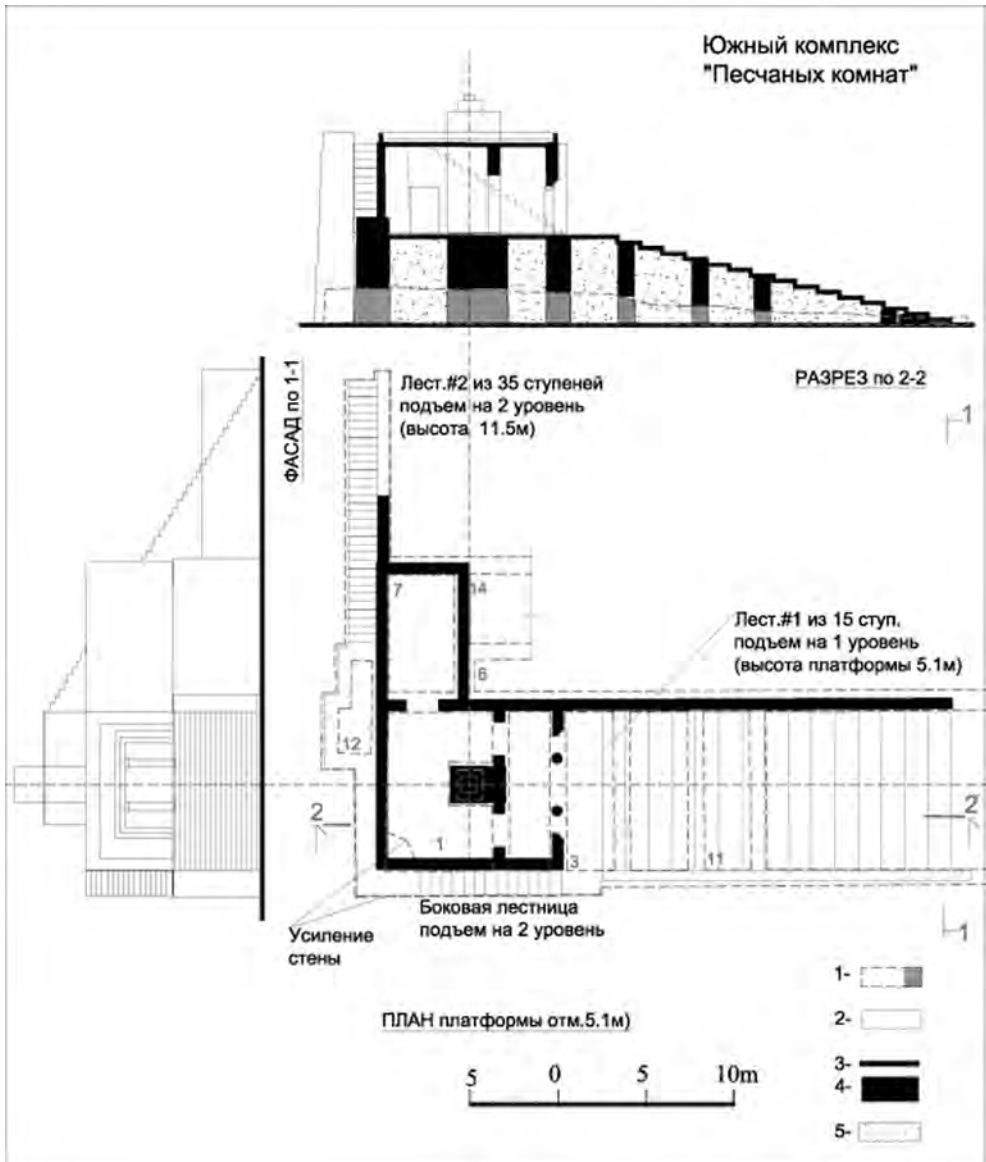 Южный комплекс
"Песчаных комнат"
РАЗРЕЗ по 2-2
ФАСАД по 1-1
Лест.#2 из 35 ступеней
подъем на 2 уровень
(высота 11.5м)
1
7
14
Лест.#1 из 15 ступ.
подъем на 1 уровень
(высота платформы 5.1м)
6
12
2
2
1
3
11
Боковая лестница
подъем на 2 уровень
Усиление
стены
1
ПЛАН платформы отм.5.1м)
5 0 5 10m
1-
2-
3-
4-
5-